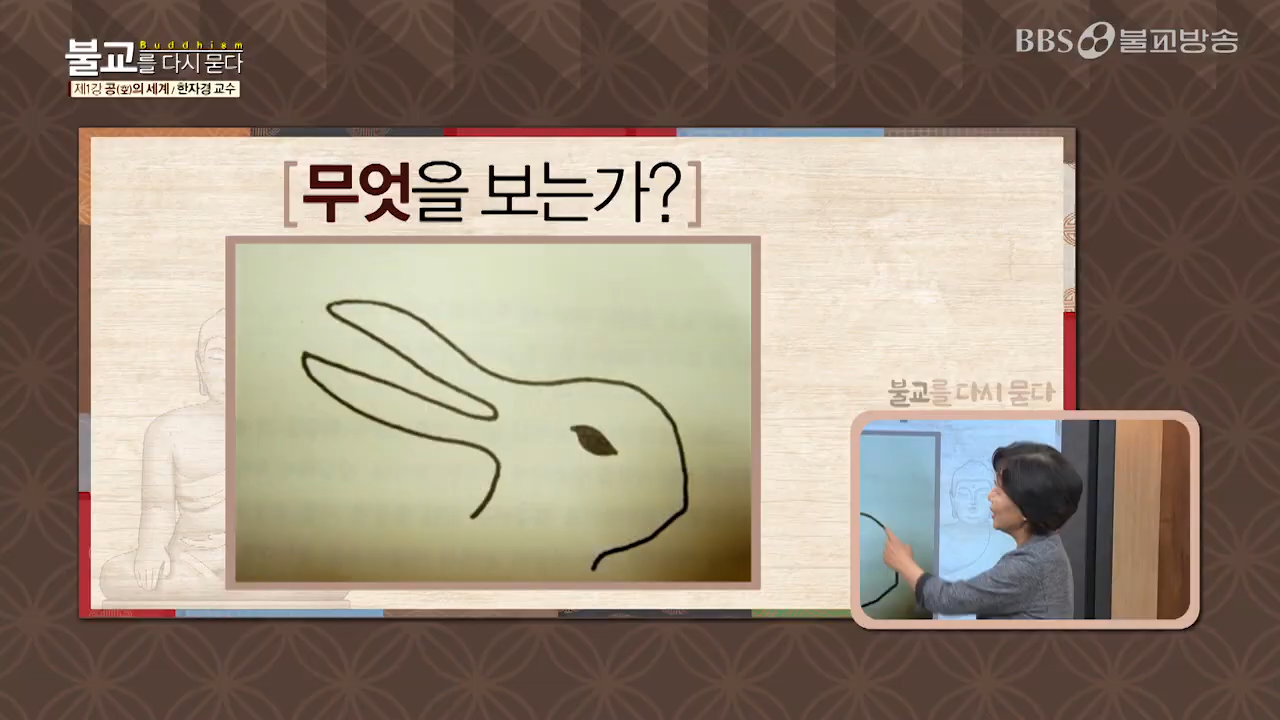 Buddhism
불교를 다시 묻다
제1강 공(空)의 세계 / 한자경 교수
BBS 불교방송
[무엇을 보는가?]
불교를 다시 묻다